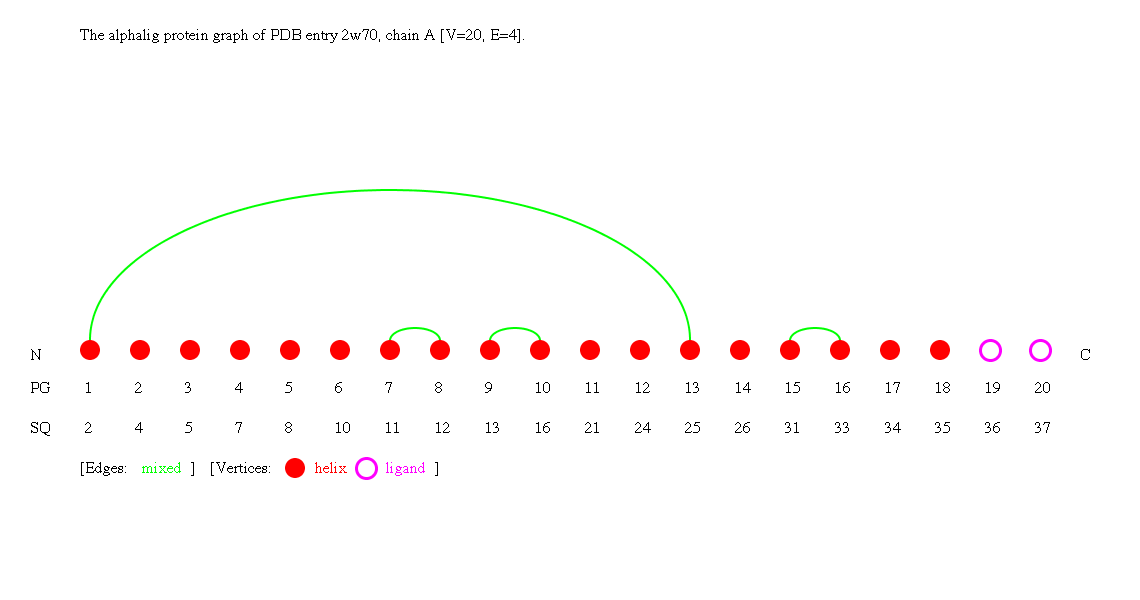 The alphalig protein graph of PDB entry 2w70, chain A [V=20, E=4].
N C
PG 1 2 3 4 5 6 7 8 9 10 11 12 13 14 15 16 17 18 19 20
SQ 2 4 5 7 8 10 11 12 13 16 21 24 25 26 31 33 34 35 36 37
[Edges: mixed ] [Vertices: helix ligand ]